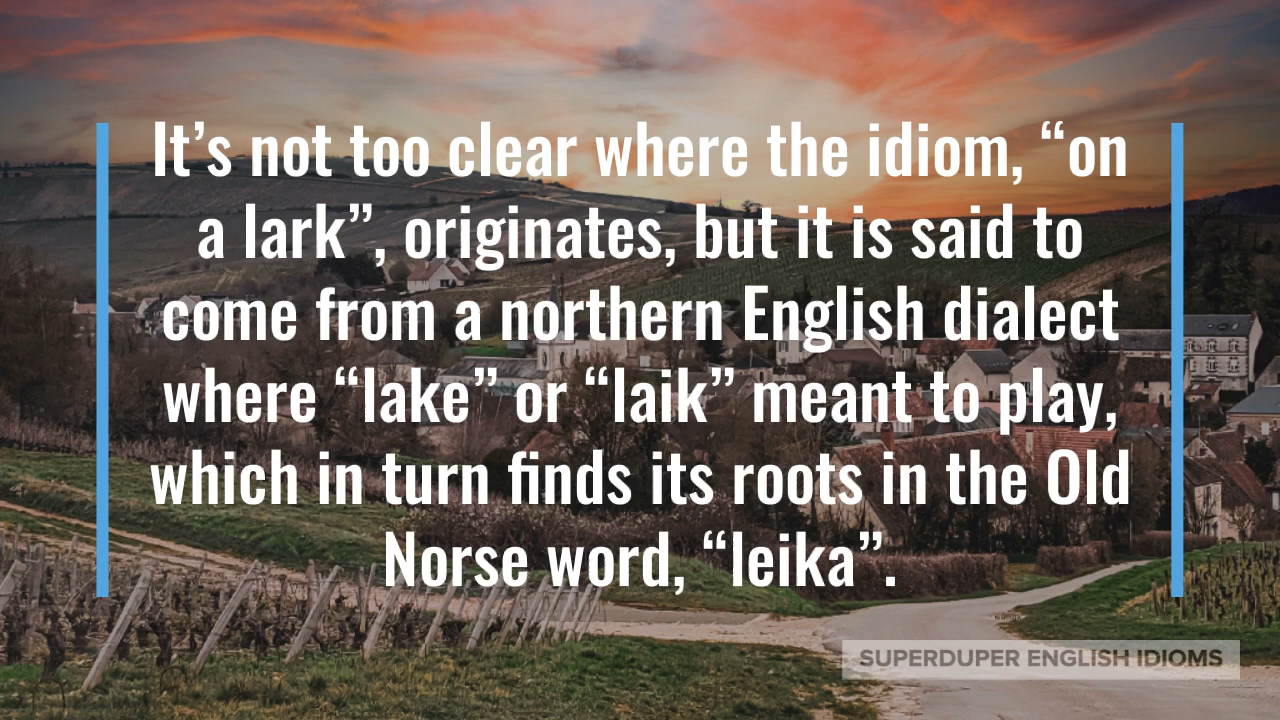 It’s not too clear where the idiom, “on
a lark”, originates, but it is said to
come from a northern English dialect
where “lake” or “laik” meant to play,
which in turn finds its roots in the Old
Norse word, “leika”.
SUPERDUPER ENGLISH IDIOMS